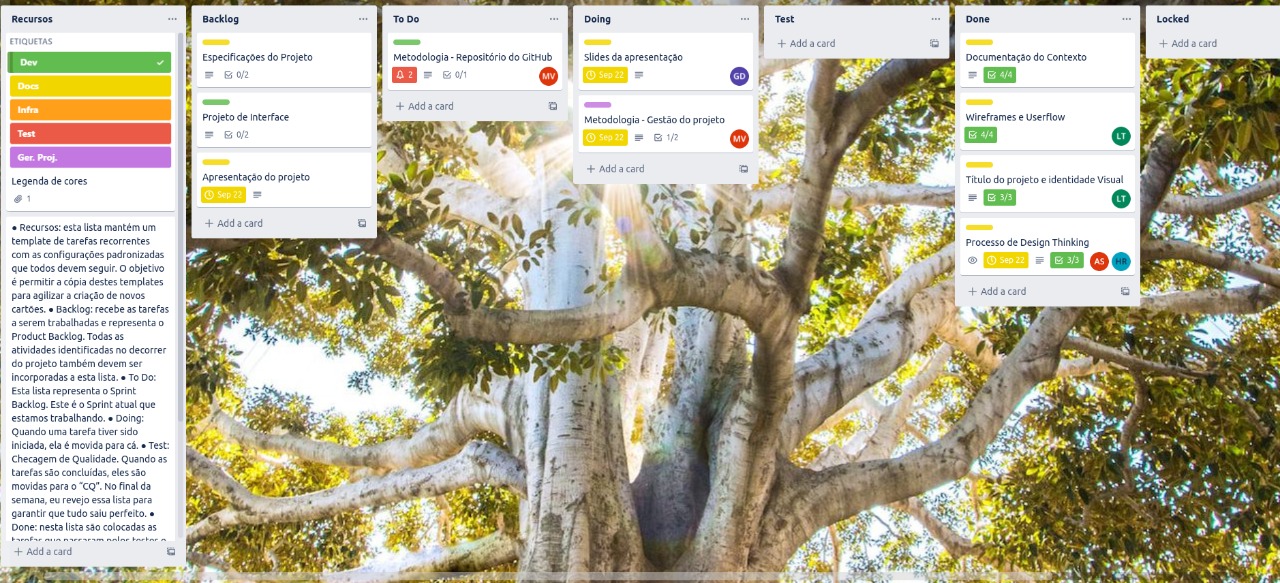 Recursos
ETIQUETAS
Dev
Docs
Infra
Test
Ger. Proj.
Legenda de cores
1
● Recursos: esta lista mantém um
template de tarefas recorrentes
com as configurações padronizadas
que todos devem seguir. O objetivo
é permitir a cópia destes templates
para agilizar a criação de novos
cartões. ● Backlog: recebe as tarefas
a serem trabalhadas e representa o
Product Backlog. Todas as
atividades identificadas no decorrer
do projeto também devem ser
incorporadas a esta lista. ● To Do:
Esta lista representa o Sprint
Backlog. Este é o Sprint atual que
estamos trabalhando. ● Doing:
Quando uma tarefa tiver sido
iniciada, ela é movida para cá. ● Test:
Checagem de Qualidade. Quando as
tarefas são concluídas, eles são
movidas para o “CQ”. No final da
semana, eu revejo essa lista para
garantir que tudo saiu perfeito. ●
Done: nesta lista são colocadas as
tarefas que passaram pelos testes e
+ Add a card
Backlog
Especificações do Projeto
0/2
Projeto de Interface
0/2
Apresentação do projeto
Sep 22
+ Add a card
To Do
Metodologia - Repositório do GitHub
2 0/1 MV
+ Add a card
Doing
Slides da apresentação
Sep 22 GD
Metodologia - Gestão do projeto
Sep 22 1/2 MV
+ Add a card
Test
+ Add a card
Done
Documentação do Contexto
4/4
Wireframes e Userflow
4/4 LT
Título do projeto e identidade Visual
3/3 LT
Processo de Design Thinking
Sep 22 3/3 AS HR
+ Add a card
Locked
+ Add a card